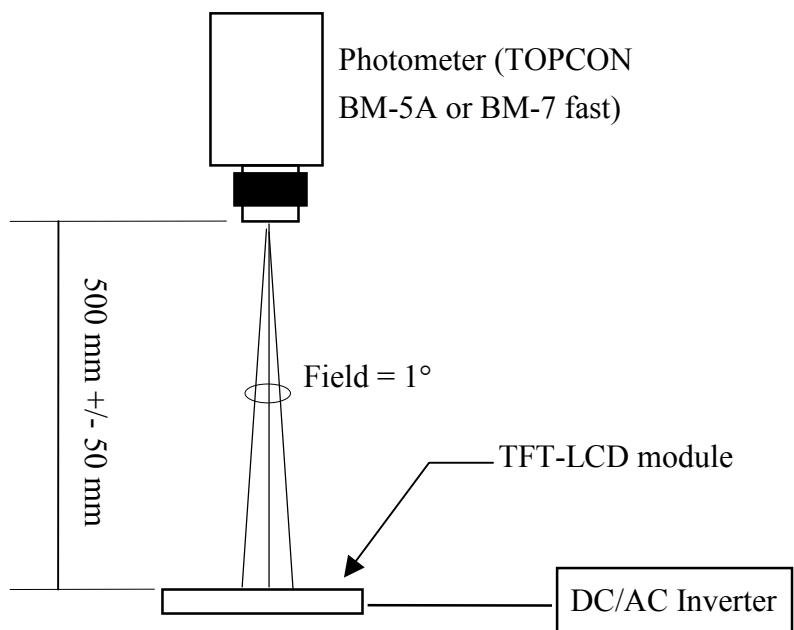 Photometer (TOPCON
BM-5A or BM-7 fast)
500 mm +/- 50 mm
Field = 1°
TFT-LCD module
DC/AC Inverter